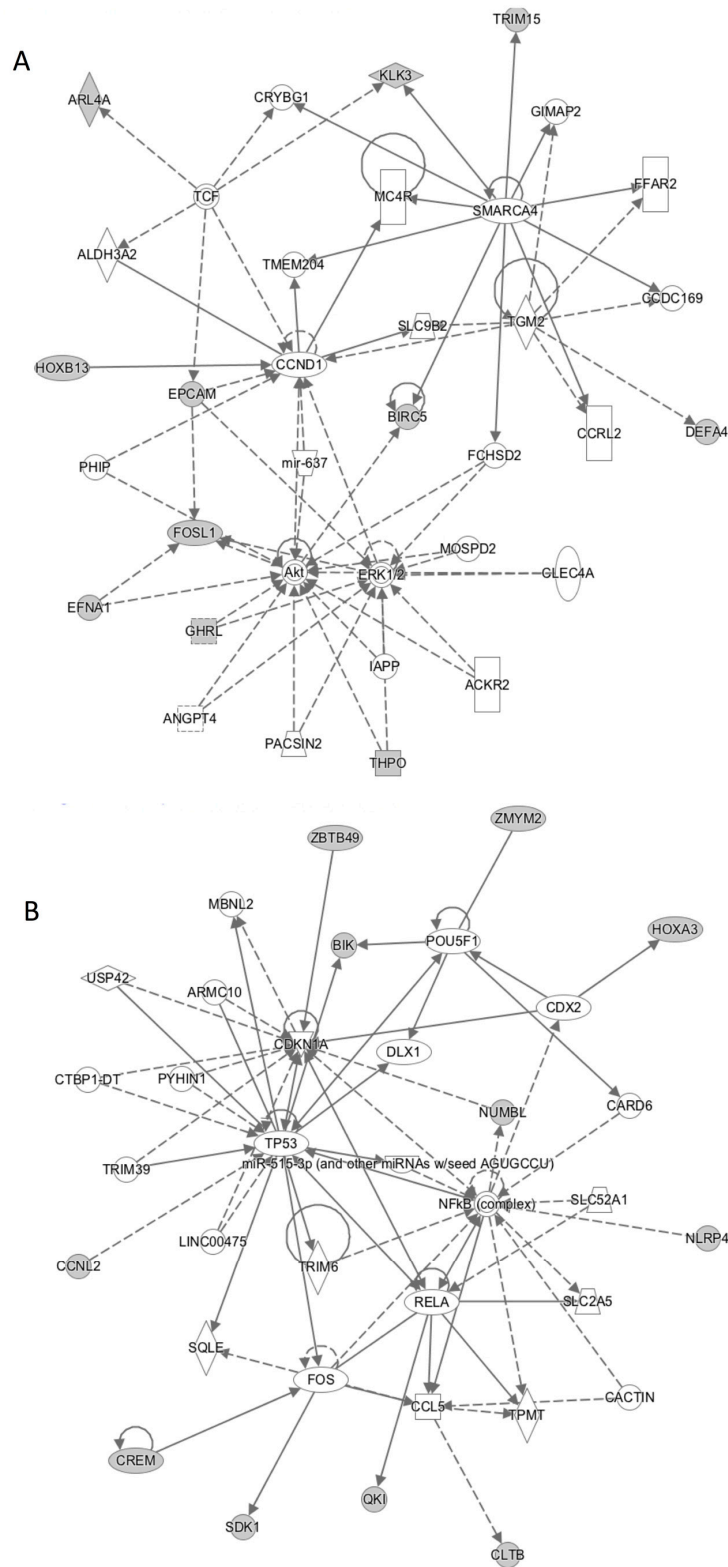 TRIM15
A
KLK3
ARL4A
CRYBG1
GIMAP2
FFAR2
TCF
MC4R
SMARCA4
ALDH3A2
TMEM204
CCDC169
SLC9B2
TGM2
HOXB13
CCND1
EPCAM
BIRC5
CCRL2
DEFA4
PHIP
mir-637
FCHSD2
FOSL1
MOSPD2
Akt
ERK1/2
CLEC4A
EFNA1
GHRL
IAPP
ACKR2
ANGPT4
PACSIN2
THPO
ZMYM2
ZBTB49
B
MBNL2
BIK
POU5F1
HOXA3
USP42
ARMC10
CDX2
CDKN1A
DLX1
CTBP1-DT
PYHIN1
NUMBL
CARD6
TP53
miR-515-3p (and other miRNAs w/seed AGUGCCU)
TRIM39
NFkB (complex)
SLC52A1
LINC00475
NLRP4
CCNL2
TRIM6
RELA
SLC2A5
SQLE
FOS
CCL5
TPMT
CACTIN
CREM
QKI
SDK1
CLTB